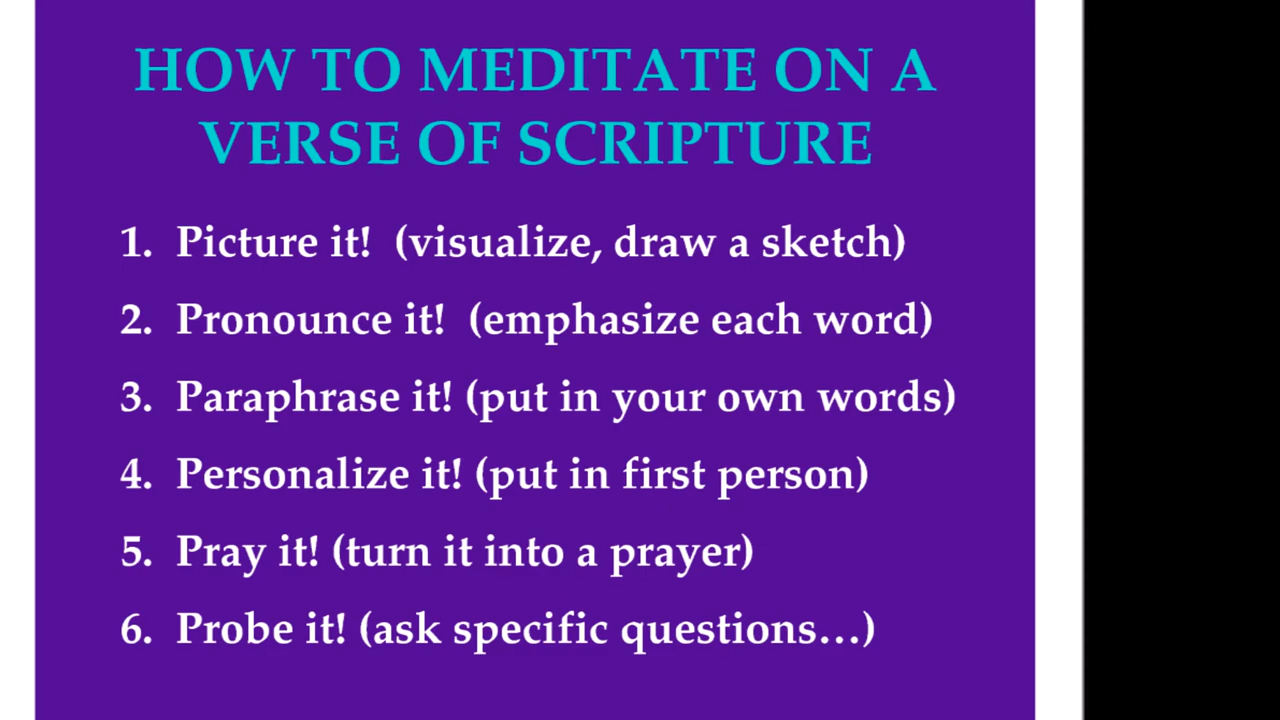 HOW TO MEDITATE ON A
VERSE OF SCRIPTURE
1. Picture it! (visualize, draw a sketch)
2. Pronounce it! (emphasize each word)
3. Paraphrase it! (put in your own words)
4. Personalize it! (put in first person)
5. Pray it! (turn it into a prayer)
6. Probe it! (ask specific questions…)